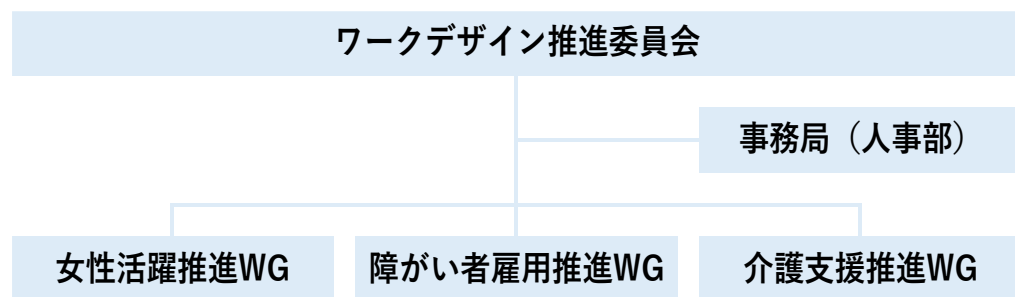 ワークデザイン推進委員会
事務局（人事部）
女性活躍推進WG
障がい者雇用推進WG
介護支援推進WG